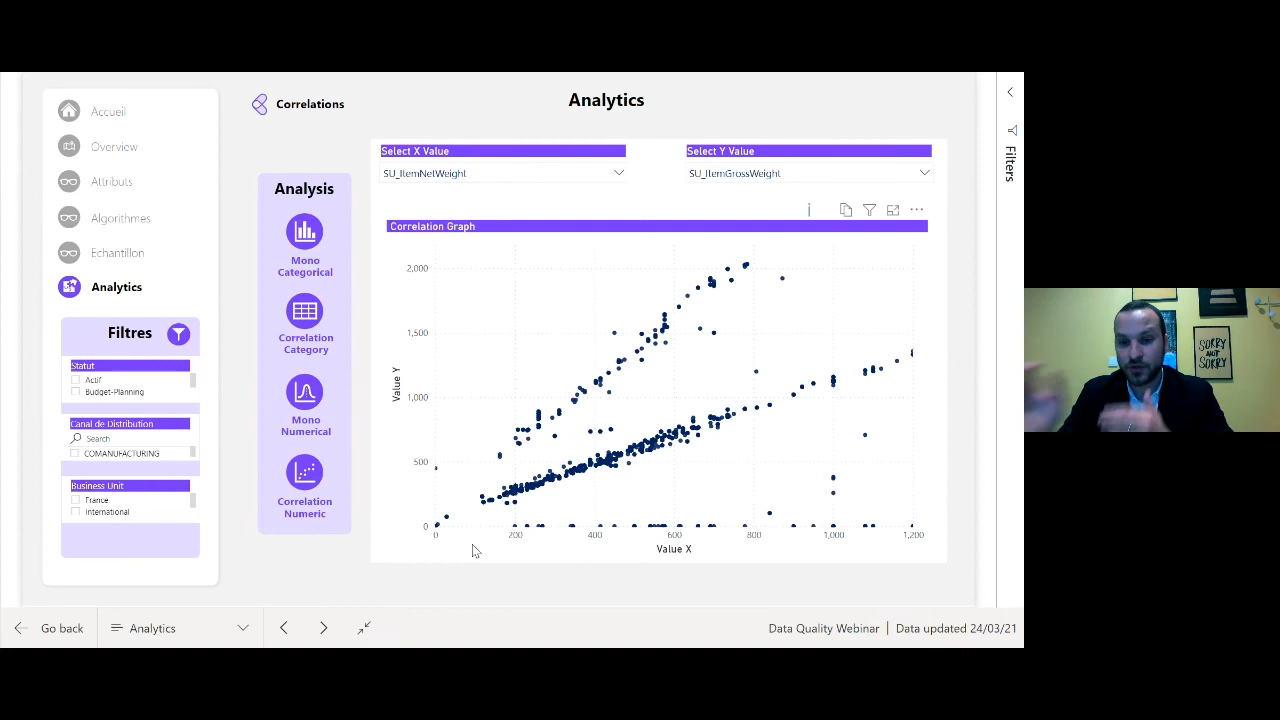 Accueil
Overview
Attributs
Algorithmes
Echantillon
Analytics
Filtres
Statut
Actif
Budget-Planning
Canal de Distribution
Search
COMANUFACTURING
Business Unit
France
International
Correlations
Analytics
Analysis
Mono
Categorical
Correlation
Category
Mono
Numerical
Correlation
Numeric
Select X Value
SU_ItemNetWeight
Select Y Value
SU_ItemGrossWeight
Correlation Graph
Value Y
2,000
1,500
1,000
500
0
0 200 400 600 800 1,000 1,200
Value X
Filters
SORRY
NOT
SORRY
Go back
Analytics
Data Quality Webinar | Data updated 24/03/21